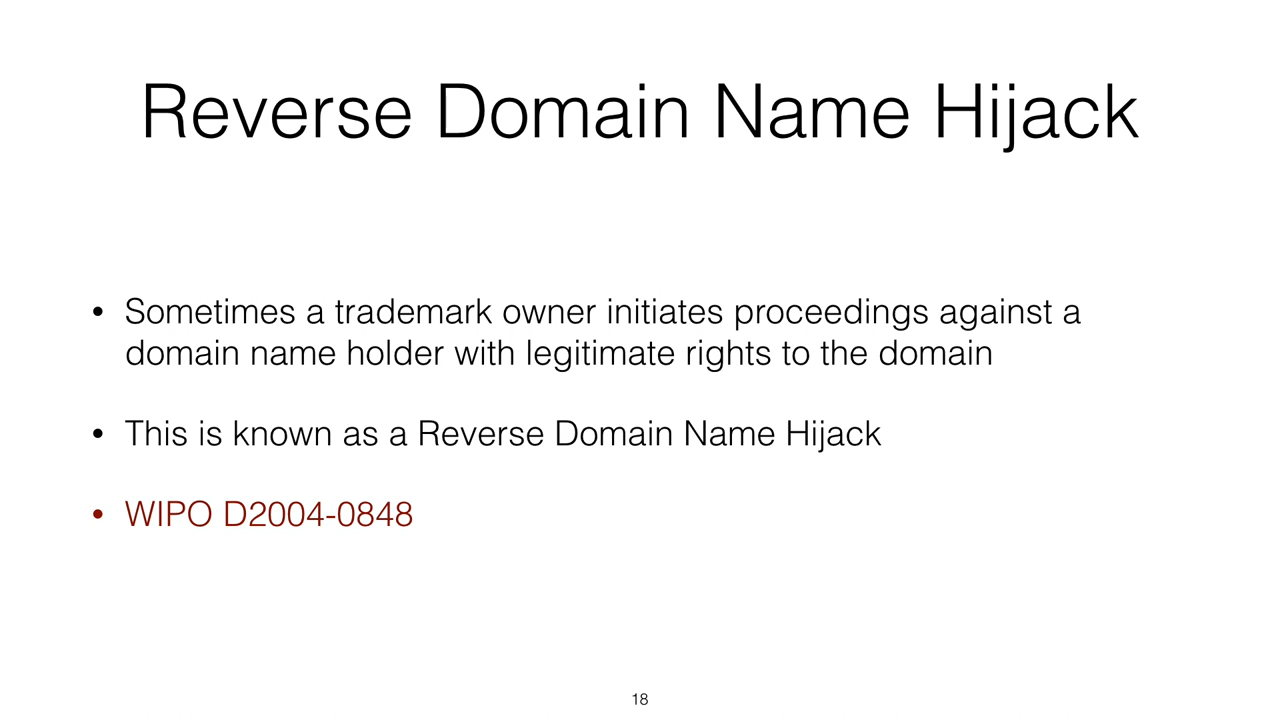 Reverse Domain Name Hijack
• Sometimes a trademark owner initiates proceedings against a
domain name holder with legitimate rights to the domain
• This is known as a Reverse Domain Name Hijack
• WIPO D2004-0848
18